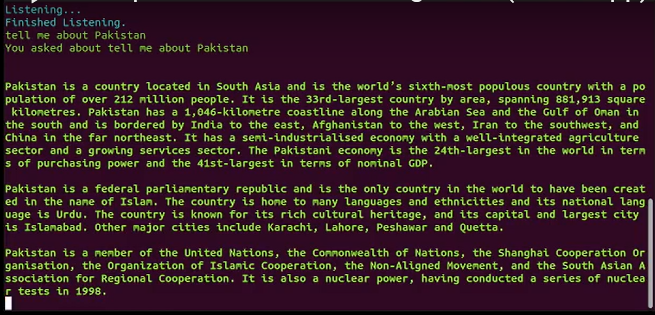 Listening...
Finished Listening.
tell me about Pakistan
You asked about tell me about Pakistan
Pakistan is a country located in South Asia and is the world's sixth-most populous country with a po
pulation of over 212 million people. It is the 33rd-largest country by area, spanning 881,913 square
kilometres. Pakistan has a 1,046-kilometre coastline along the Arabian Sea and the Gulf of Oman in
the south and is bordered by India to the east, Afghanistan to the west, Iran to the southwest, and
China in the far northeast. It has a semi-industrialised economy with a well-integrated agriculture
sector and a growing services sector. The Pakistani economy is the 24th-largest in the world in term
s of purchasing power and the 41st-largest in terms of nominal GDP.
Pakistan is a federal parliamentary republic and is the only country in the world to have been creat
ed in the name of Islam. The country is home to many languages and ethnicities and its national lang
uage is Urdu. The country is known for its rich cultural heritage, and its capital and largest city
is Islamabad. Other major cities include Karachi, Lahore, Peshawar and Quetta.
Pakistan is a member of the United Nations, the Commonwealth of Nations, the Shanghai Cooperation Or
ganisation, the Organization of Islamic Cooperation, the Non-Aligned Movement, and the South Asian A
ssociation for Regional Cooperation. It is also a nuclear power, having conducted a series of nuclea
r tests in 1998.